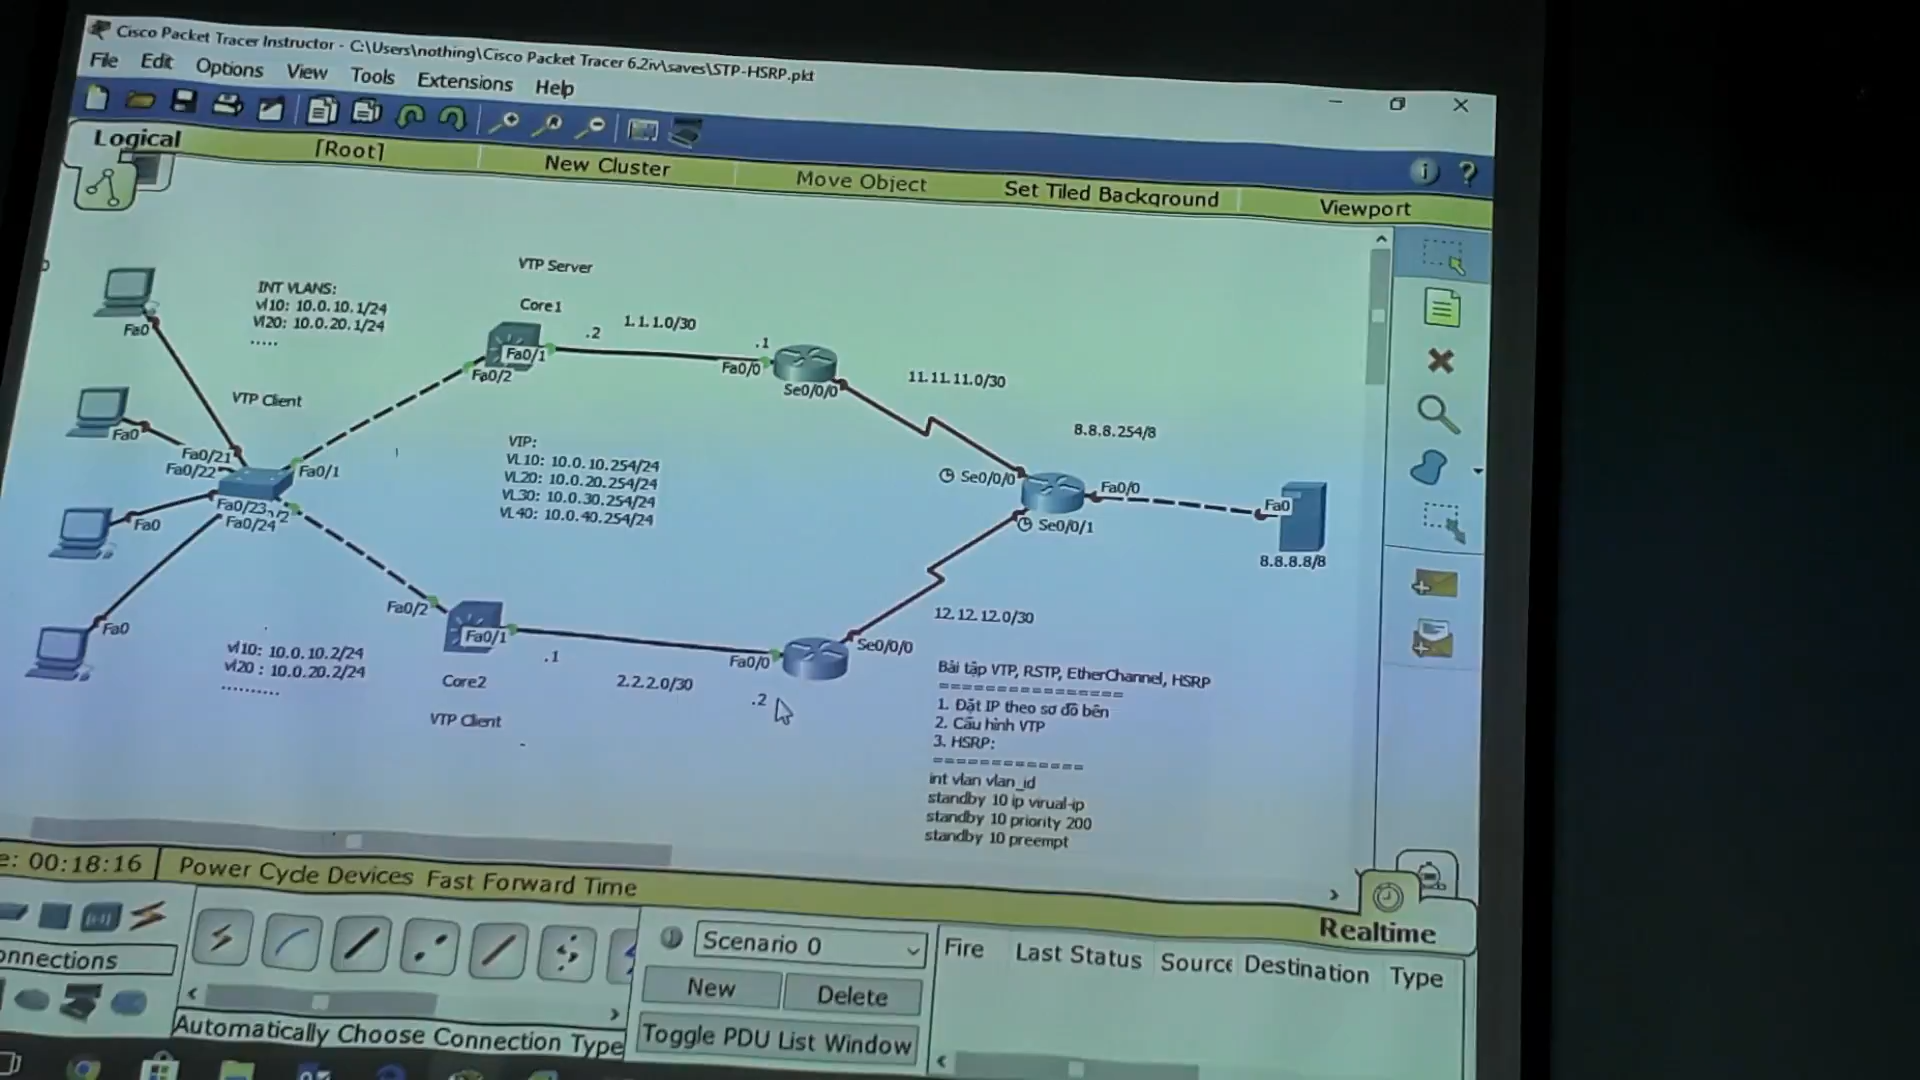 Cisco Packet Tracer Instructor - C:\Users\nothing\Cisco Packet Tracer 6.2iv\saves\STP-HSRP.pkt
File Edit Options View Tools Extensions Help
Logical [Root] New Cluster Move Object Set Tiled Background Viewport
VTP Server
Core1
INT VLANS:
vl10: 10.0.10.1/24
Vl20: 10.0.20.1/24
.....
Fa0
.2
1.1.1.0/30
.1
Fa0/1
Fa0/2
Fa0/0
Se0/0/0
11.11.11.0/30
VTP Client
Fa0
8.8.8.254/8
Fa0/21
Fa0/22
Fa0/1
VIP:
VL10: 10.0.10.254/24
VL20: 10.0.20.254/24
VL30: 10.0.30.254/24
VL40: 10.0.40.254/24
Se0/0/0
Fa0/0
Fa0
Se0/0/1
8.8.8.8/8
Fa0/23
Fa0/24
Fa0
Fa0/2
Fa0/1
12.12.12.0/30
Fa0
Se0/0/0
Fa0/0
.1
2.2.2.0/30
.2
vl10: 10.0.10.2/24
vl20 : 10.0.20.2/24
..........
Core2
VTP Client
Bài tập VTP, RSTP, EtherChannel, HSRP
================
1. Đặt IP theo sơ đồ bên
2. Cấu hình VTP
3. HSRP:
=============
int vlan vlan_id
standby 10 ip virual-ip
standby 10 priority 200
standby 10 preempt
e: 00:18:16 Power Cycle Devices Fast Forward Time
Realtime
onnections
Automatically Choose Connection Type
Scenario 0
New Delete
Toggle PDU List Window
Fire Last Status Source Destination Type